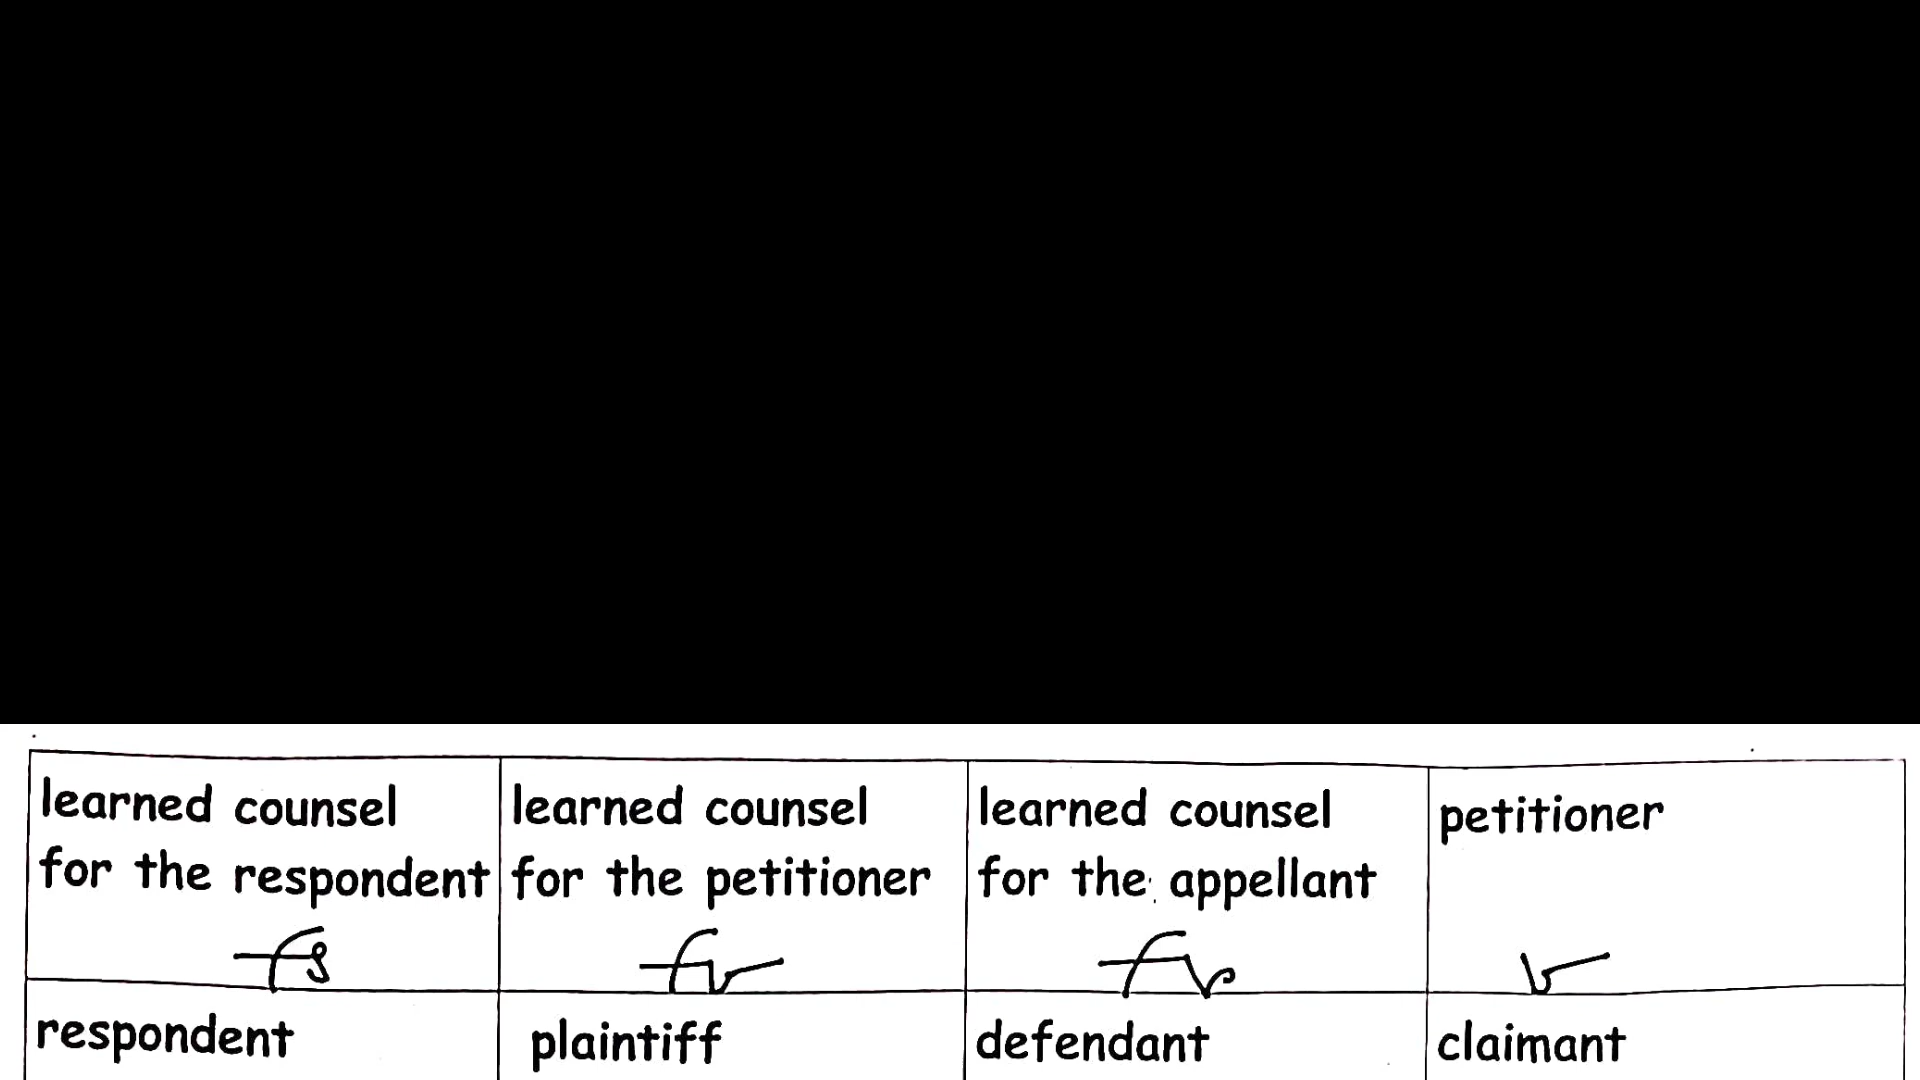 learned counsel
for the respondent
learned counsel
for the petitioner
learned counsel
for the appellant
petitioner
respondent
plaintiff
defendant
claimant